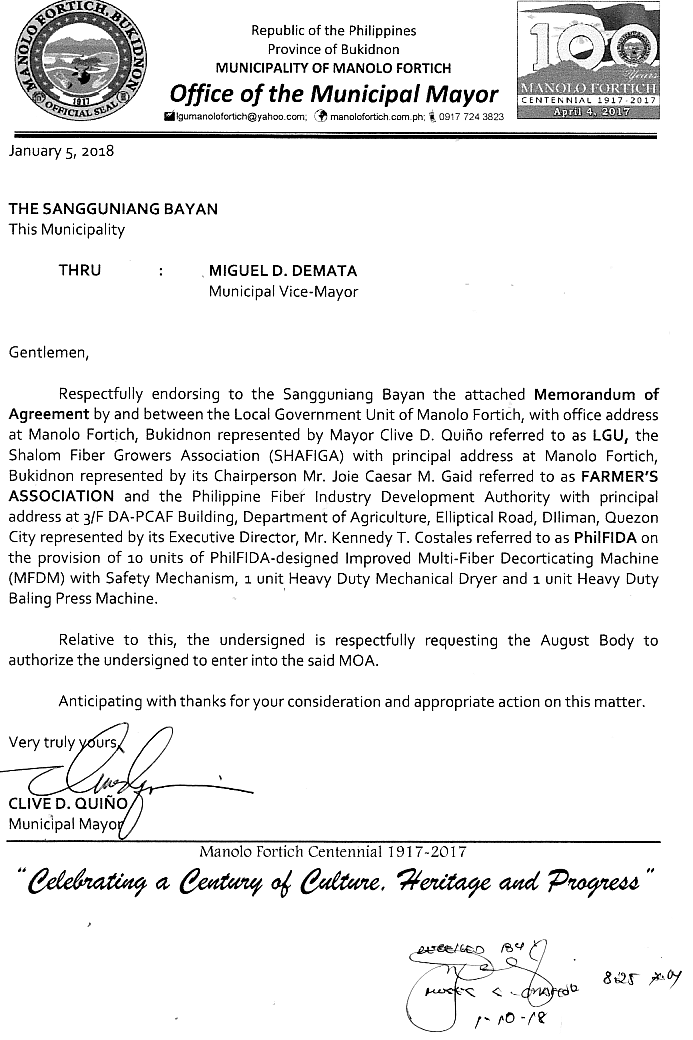 MANOLO FORTICH, BUKIDNON
1917
OFFICIAL SEAL
Republic of the Philippines
Province of Bukidnon
MUNICIPALITY OF MANOLO FORTICH
Office of the Municipal Mayor
lgumanolofortich@yahoo.com; manolofortich.com.ph; 0917 724 3823
100
Years
MANOLO FORTICH
CENTENNIAL 1917-2017
April 4, 2017
January 5, 2018
THE SANGGUNIANG BAYAN
This Municipality
THRU : MIGUEL D. DEMATA
Municipal Vice-Mayor
Gentlemen,
Respectfully endorsing to the Sangguniang Bayan the attached Memorandum of
Agreement by and between the Local Government Unit of Manolo Fortich, with office address
at Manolo Fortich, Bukidnon represented by Mayor Clive D. Quiño referred to as LGU, the
Shalom Fiber Growers Association (SHAFIGA) with principal address at Manolo Fortich,
Bukidnon represented by its Chairperson Mr. Joie Caesar M. Gaid referred to as FARMER'S
ASSOCIATION and the Philippine Fiber Industry Development Authority with principal
address at 3/F DA-PCAF Building, Department of Agriculture, Elliptical Road, DIliman, Quezon
City represented by its Executive Director, Mr. Kennedy T. Costales referred to as PhilFIDA on
the provision of 10 units of PhilFIDA-designed Improved Multi-Fiber Decorticating Machine
(MFDM) with Safety Mechanism, 1 unit Heavy Duty Mechanical Dryer and 1 unit Heavy Duty
Baling Press Machine.
Relative to this, the undersigned is respectfully requesting the August Body to
authorize the undersigned to enter into the said MOA.
Anticipating with thanks for your consideration and appropriate action on this matter.
Very truly yours,
CLIVE D. QUIÑO
Municipal Mayor
Manolo Fortich Centennial 1917-2017
"Celebrating a Century of Culture, Heritage and Progress"
RECEIVED BY
8:25
1-10-18